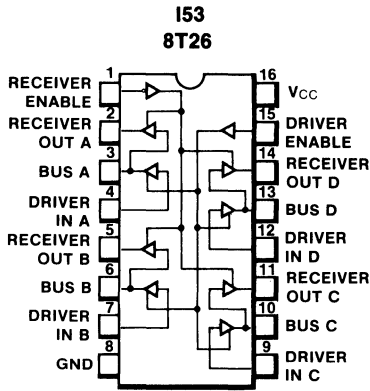 I53
8T26
1
RECEIVER
ENABLE
2
RECEIVER
OUT A
3
BUS A
4
DRIVER
IN A
5
RECEIVER
OUT B
6
BUS B
7
DRIVER
IN B
8
GND
16
VCC
15
DRIVER
ENABLE
14
RECEIVER
OUT D
13
BUS D
12
DRIVER
IN D
11
RECEIVER
OUT C
10
BUS C
9
DRIVER
IN C